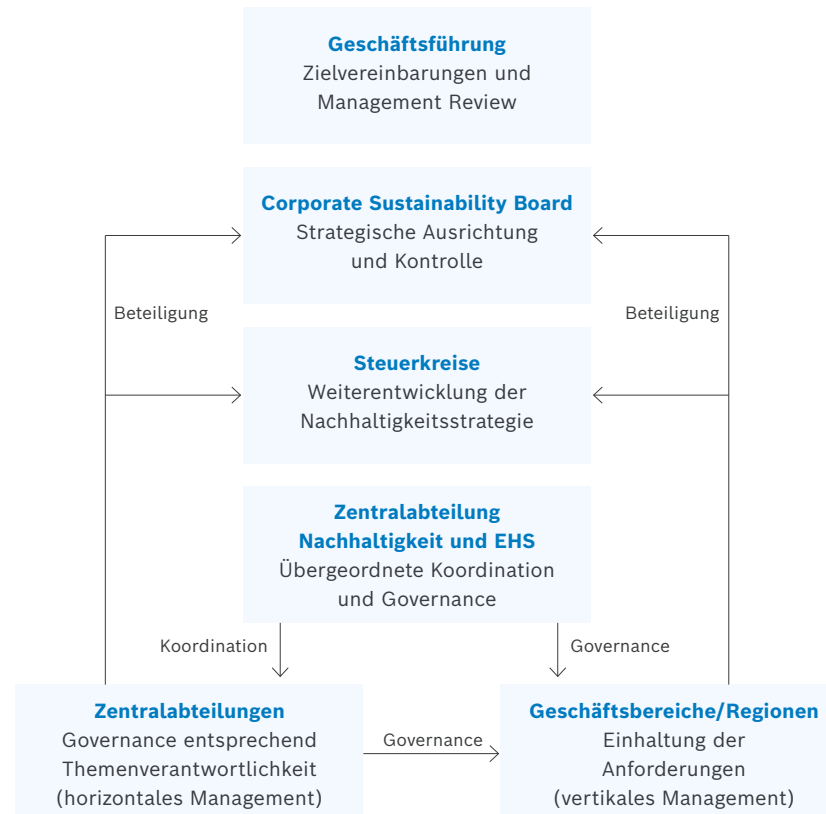 Geschäftsführung
Zielvereinbarungen und
Management Review
Corporate Sustainability Board
Strategische Ausrichtung
und Kontrolle
Beteiligung
Beteiligung
Steuerkreise
Weiterentwicklung der
Nachhaltigkeitsstrategie
Zentralabteilung
Nachhaltigkeit und EHS
Übergeordnete Koordination
und Governance
Koordination
Governance
Zentralabteilungen
Governance entsprechend
Themenverantwortlichkeit
(horizontales Management)
Governance
Geschäftsbereiche/Regionen
Einhaltung der
Anforderungen
(vertikales Management)